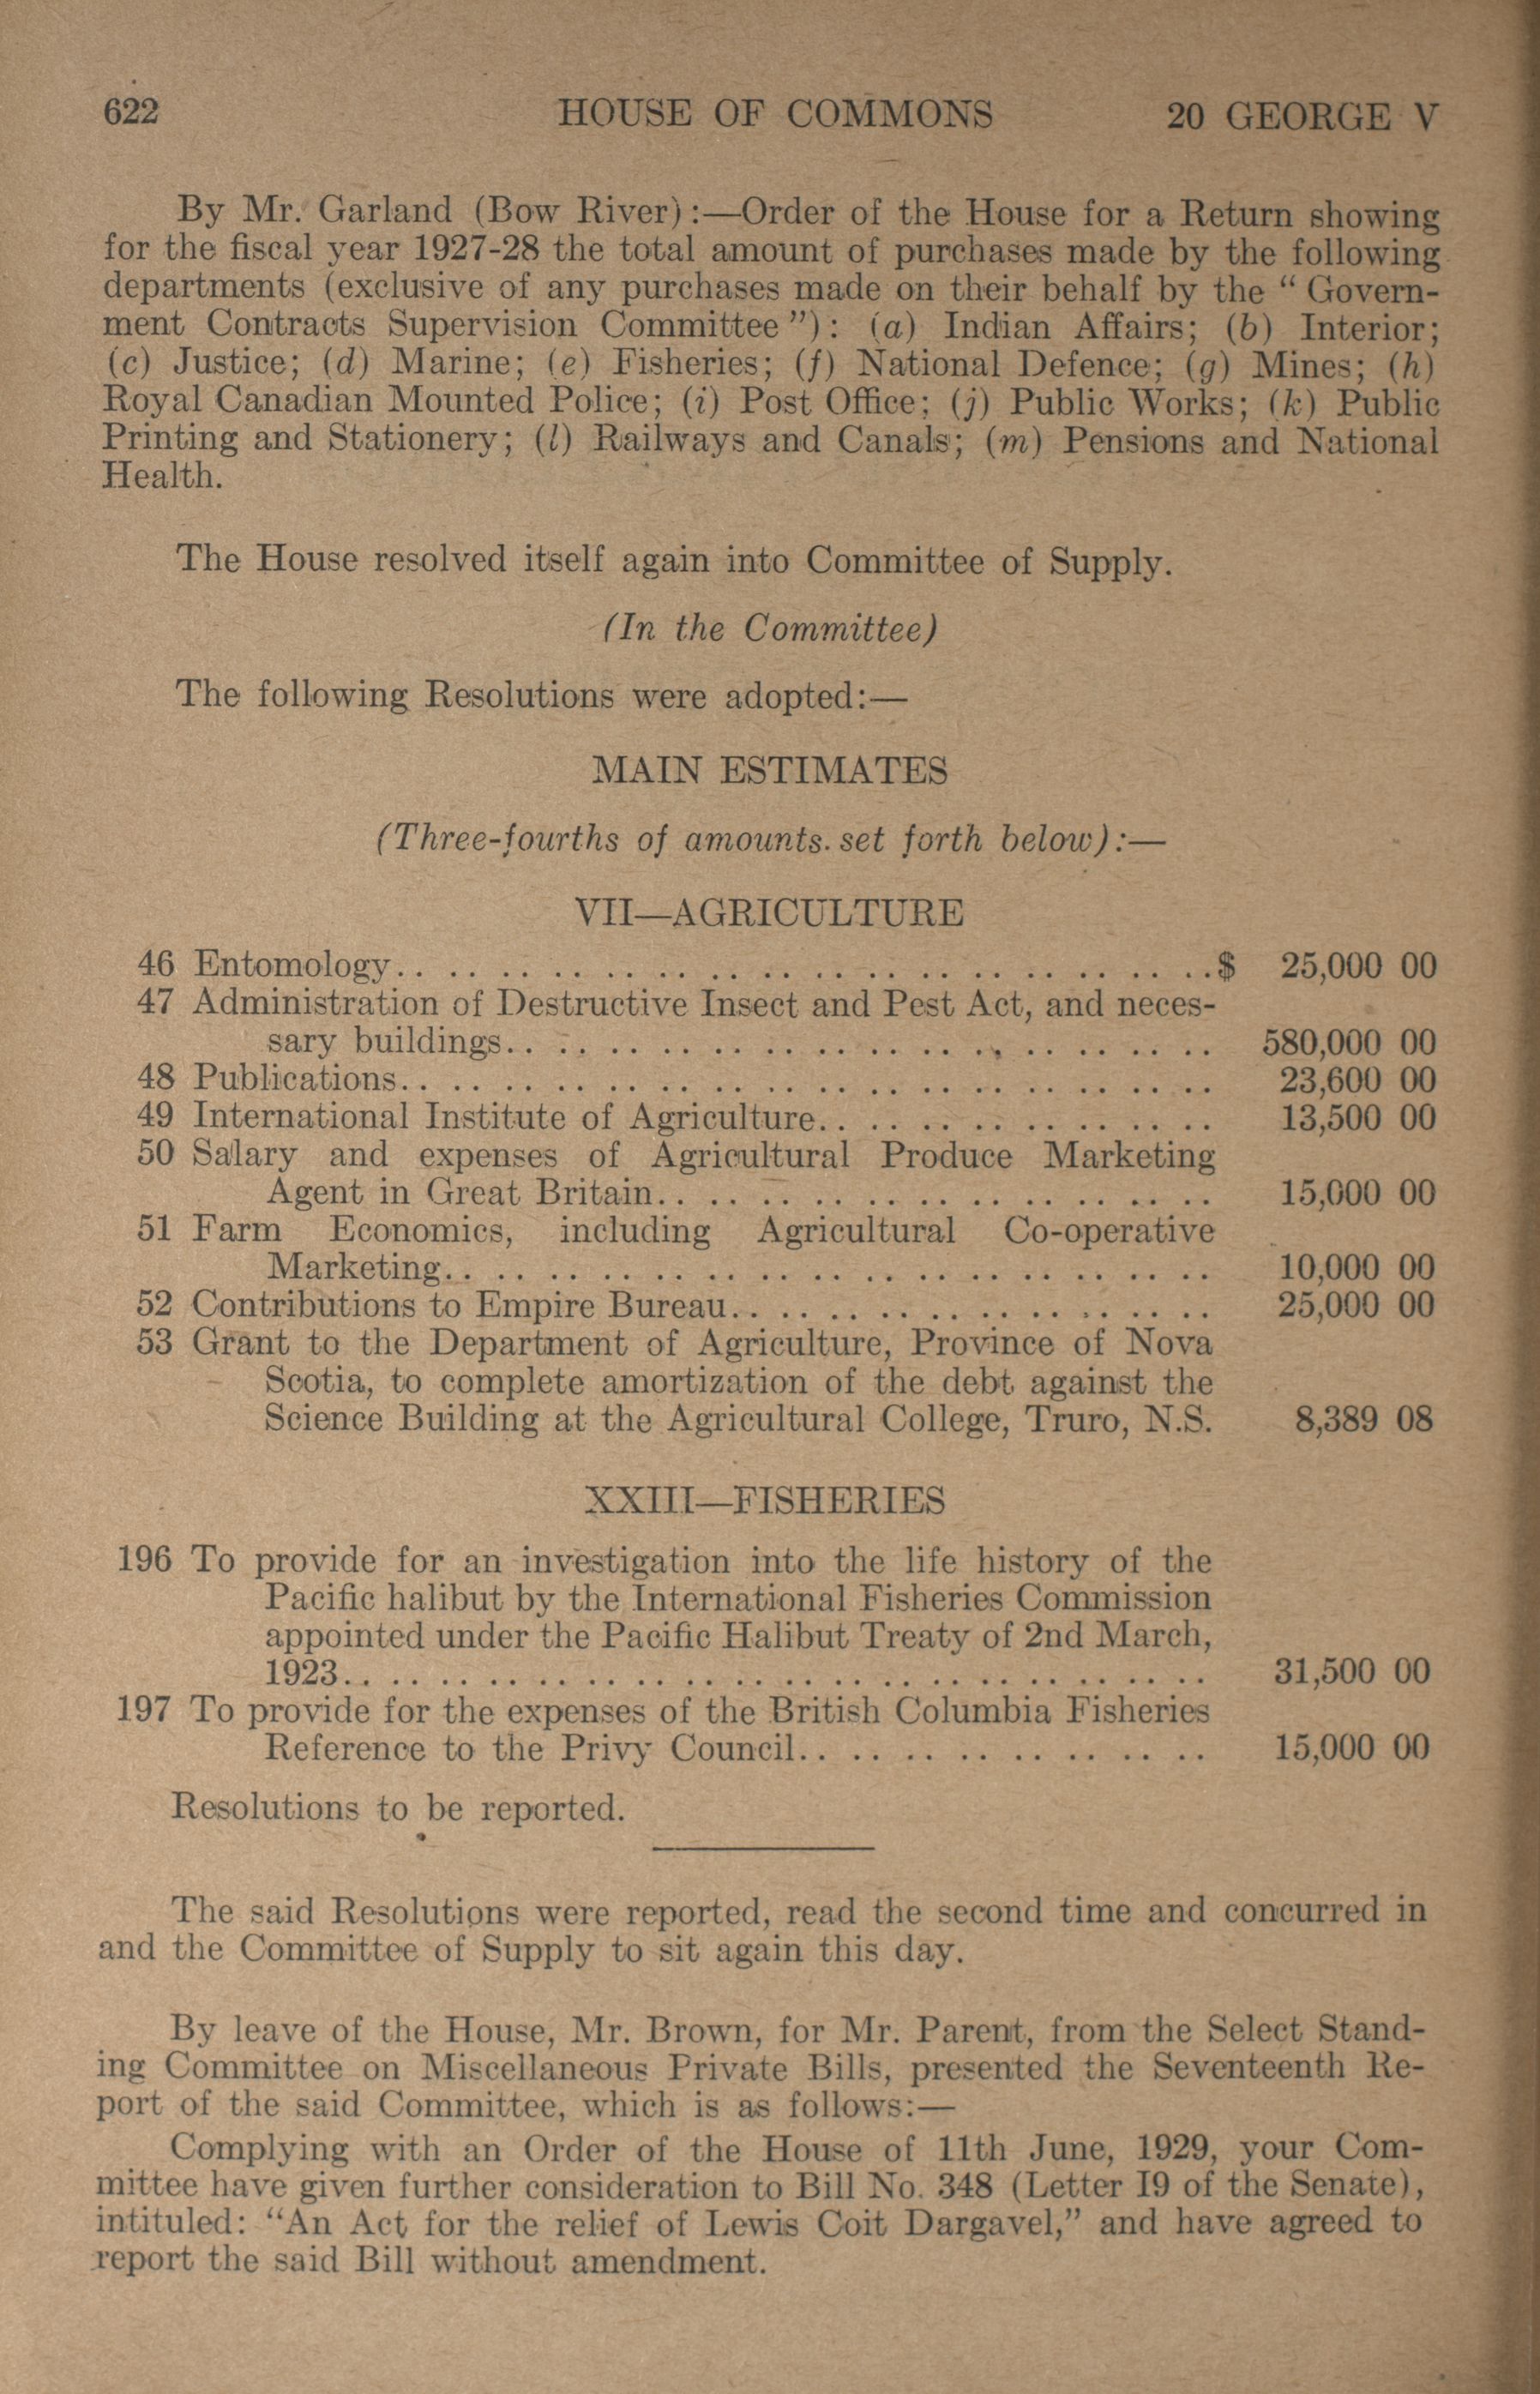 622 HOUSE OF COMMONS 20 GEORGE V
By Mr. Garland (Bow River):—Order of the House for a Return showing
for the fiscal year 1927-28 the total amount of purchases made by the following
departments (exclusive of any purchases made on their behalf by the “ Govern-
ment Contracts Supervision Committee ”): (a) Indian Affairs; (b) Interior;
(c) Justice; (d) Marine; (e) Fisheries; (f) National Defence; (g) Mines; (h)
Royal Canadian Mounted Police; (i) Post Office; (j) Public Works; (k) Public
Printing and Stationery; (l) Railways and Canals; (m) Pensions and National
Health.
The House resolved itself again into Committee of Supply.
(In the Committee)
The following Resolutions were adopted:—
MAIN ESTIMATES
(Three-fourths of amounts set forth below):—
VII—AGRICULTURE
46 Entomology.. .. .. .. .. .. .. .. .. .. .. .. .. .. .. ..$ 25,000 00
47 Administration of Destructive Insect and Pest Act, and neces-
sary buildings.. .. .. .. .. .. .. .. .. .. .. .. .. .. 580,000 00
48 Publications.. .. .. .. .. .. .. .. .. .. .. .. .. .. .. .. 23,600 00
49 International Institute of Agriculture.. .. .. .. .. .. .. .. 13,500 00
50 Salary and expenses of Agricultural Produce Marketing
Agent in Great Britain.. .. .. .. .. .. .. .. .. .. .. 15,000 00
51 Farm Economics, including Agricultural Co-operative
Marketing.. .. .. .. .. .. .. .. .. .. .. .. .. .. .. 10,000 00
52 Contributions to Empire Bureau.. .. .. .. .. .. .. .. .. .. 25,000 00
53 Grant to the Department of Agriculture, Province of Nova
Scotia, to complete amortization of the debt against the
Science Building at the Agricultural College, Truro, N.S. 8,389 08
XXIII—FISHERIES
196 To provide for an investigation into the life history of the
Pacific halibut by the International Fisheries Commission
appointed under the Pacific Halibut Treaty of 2nd March,
1923.. .. .. .. .. .. .. .. .. .. .. .. .. .. .. .. .. .. 31,500 00
197 To provide for the expenses of the British Columbia Fisheries
Reference to the Privy Council.. .. .. .. .. .. .. .. 15,000 00
Resolutions to be reported.
The said Resolutions were reported, read the second time and concurred in
and the Committee of Supply to sit again this day.
By leave of the House, Mr. Brown, for Mr. Parent, from the Select Stand-
ing Committee on Miscellaneous Private Bills, presented the Seventeenth Re-
port of the said Committee, which is as follows:—
Complying with an Order of the House of 11th June, 1929, your Com-
mittee have given further consideration to Bill No. 348 (Letter I9 of the Senate),
intituled: “An Act for the relief of Lewis Coit Dargavel,” and have agreed to
report the said Bill without amendment.